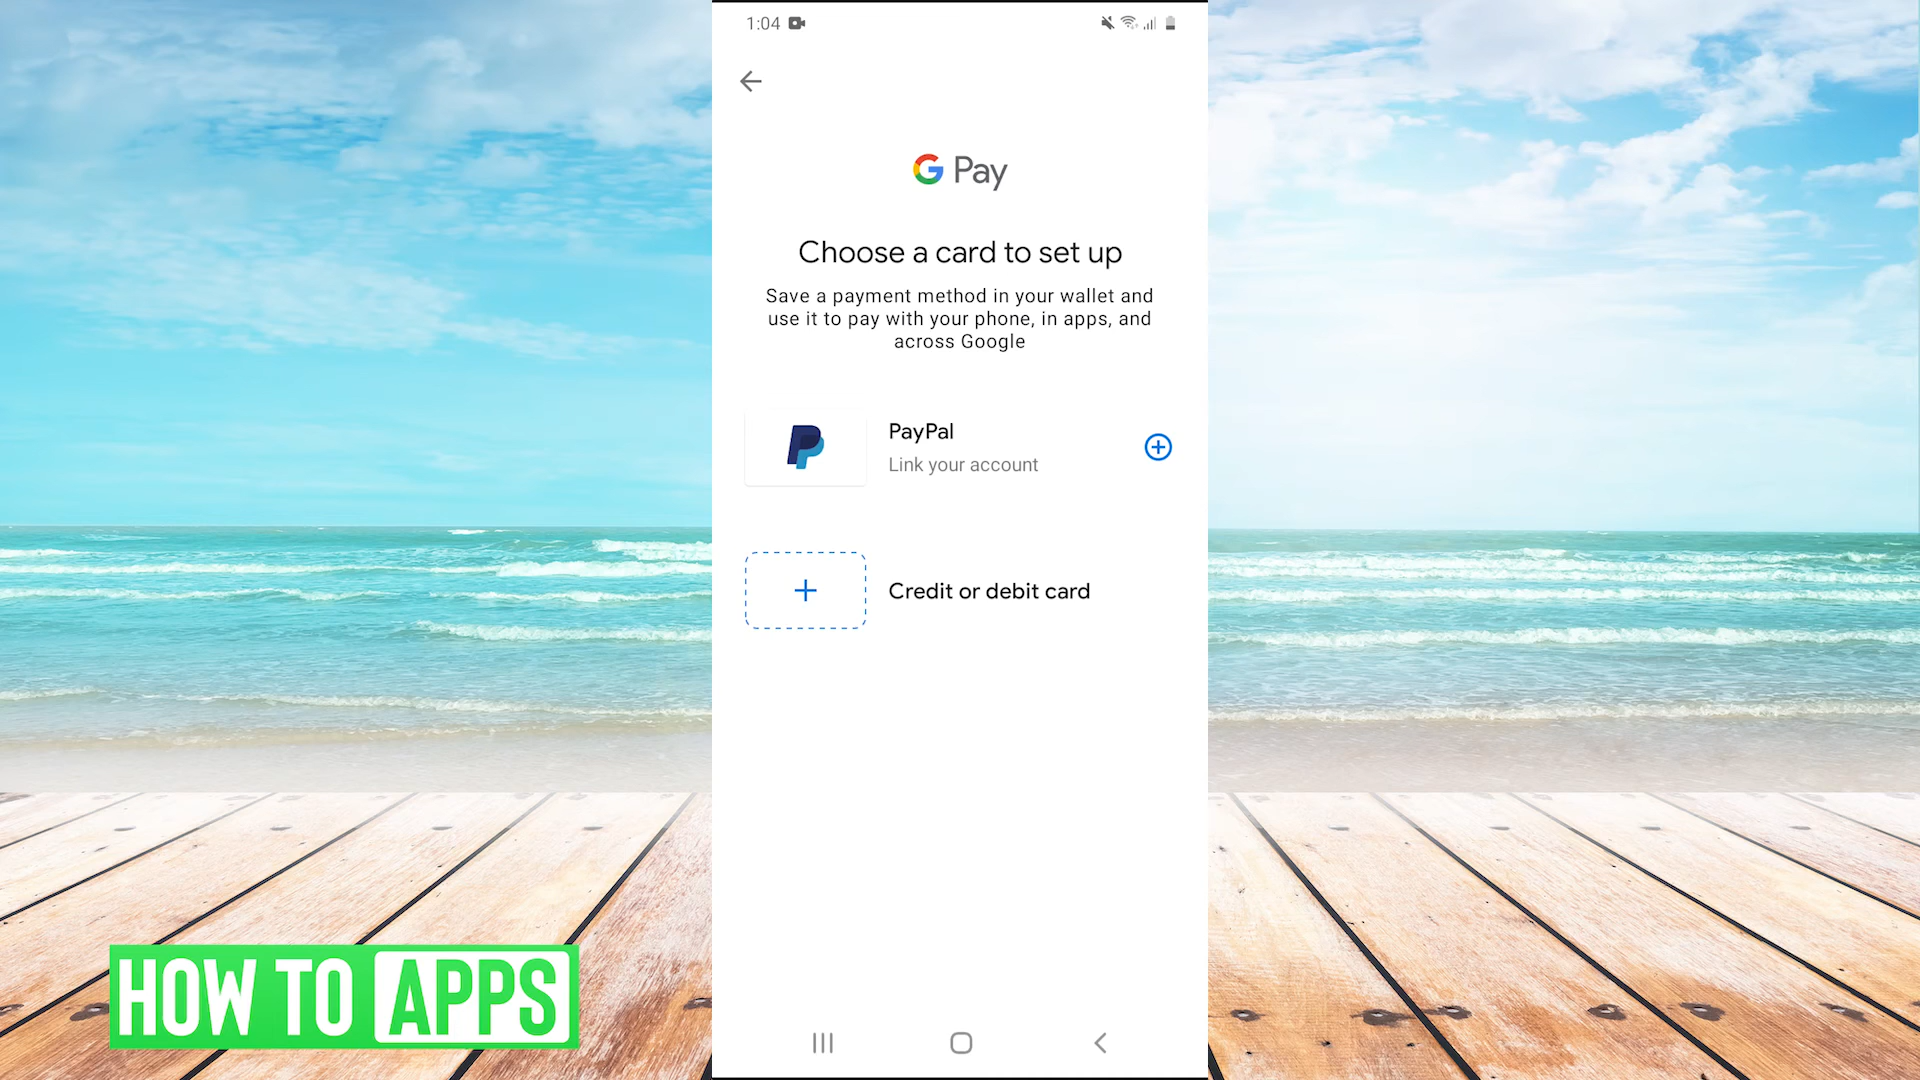 1:04
G Pay
Choose a card to set up
Save a payment method in your wallet and
use it to pay with your phone, in apps, and
across Google
PayPal
Link your account
Credit or debit card
HOW TO APPS